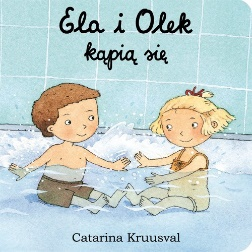 Ela i Olek
kąpią się
Catarina Kruusval